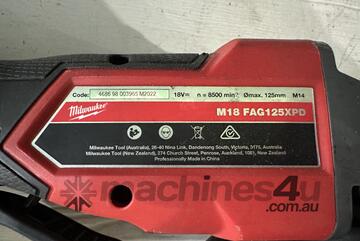 Code: 4686 98 003965 M2022 18V⎓ n = 8500 min⁻¹ Ømax. 125mm M14
Milwaukee
M18 FAG125XPD
Milwaukee Tool (Australia), 26-40 Nina Link, Dandenong South, Victoria, 3175, Australia
Milwaukee Tool (New Zealand), 274 Church Street, Penrose, Auckland, 1061, New Zealand
Professionally Made in China
machines4u
.com.au